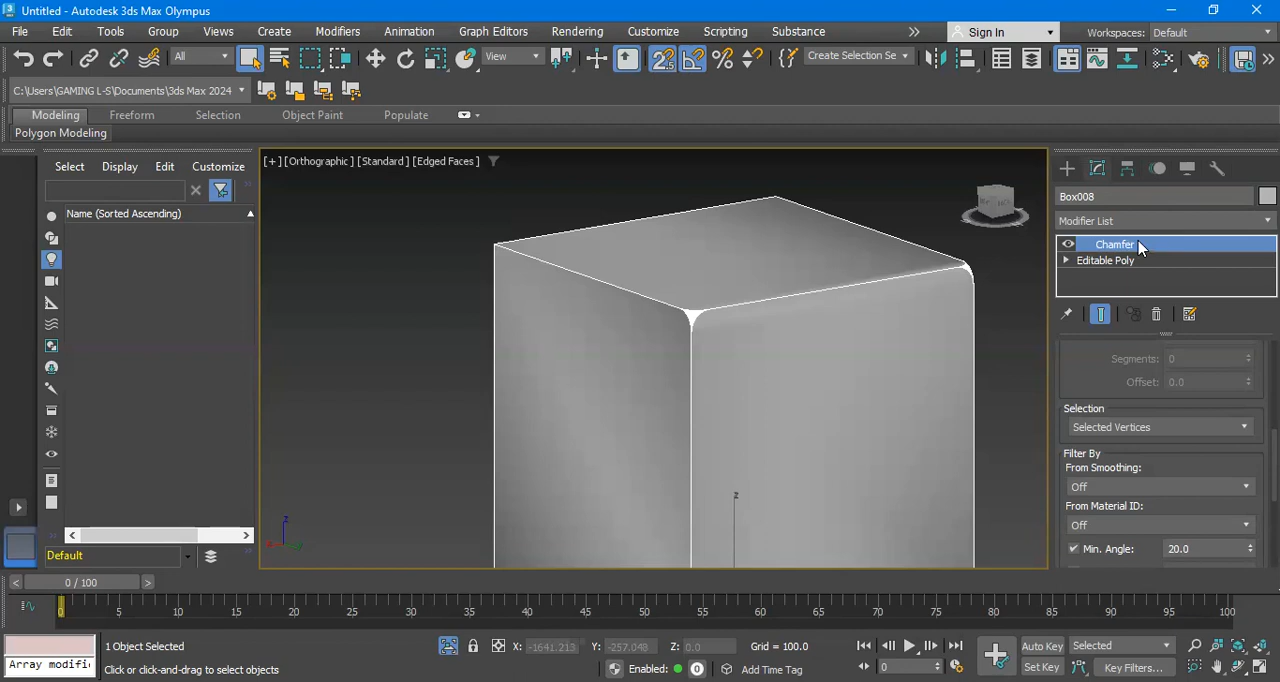 Untitled - Autodesk 3ds Max Olympus
File Edit Tools Group Views Create Modifiers Animation Graph Editors Rendering Customize Scripting Substance Sign In Workspaces: Default
All View Create Selection Se
C:\Users\GAMING L-S\Documents\3ds Max 2024
Modeling Freeform Selection Object Paint Populate
Polygon Modeling
Select Display Edit Customize
Name (Sorted Ascending)
[+] [Orthographic] [Standard] [Edged Faces]
Box008
Modifier List
Chamfer
Editable Poly
Segments: 0
Offset: 0.0
Selection
Selected Vertices
Filter By
From Smoothing:
Off
From Material ID:
Off
Min. Angle: 20.0
z
Default
0 / 100
0 5 10 15 20 25 30 35 40 45 50 55 60 65 70 75 80 85 90 95 100
1 Object Selected X: -1641.213 Y: -257.048 Z: 0.0 Grid = 100.0 Auto Key Selected
Array modifi Click or click-and-drag to select objects Enabled: 0 Add Time Tag 0 Set Key Key Filters...